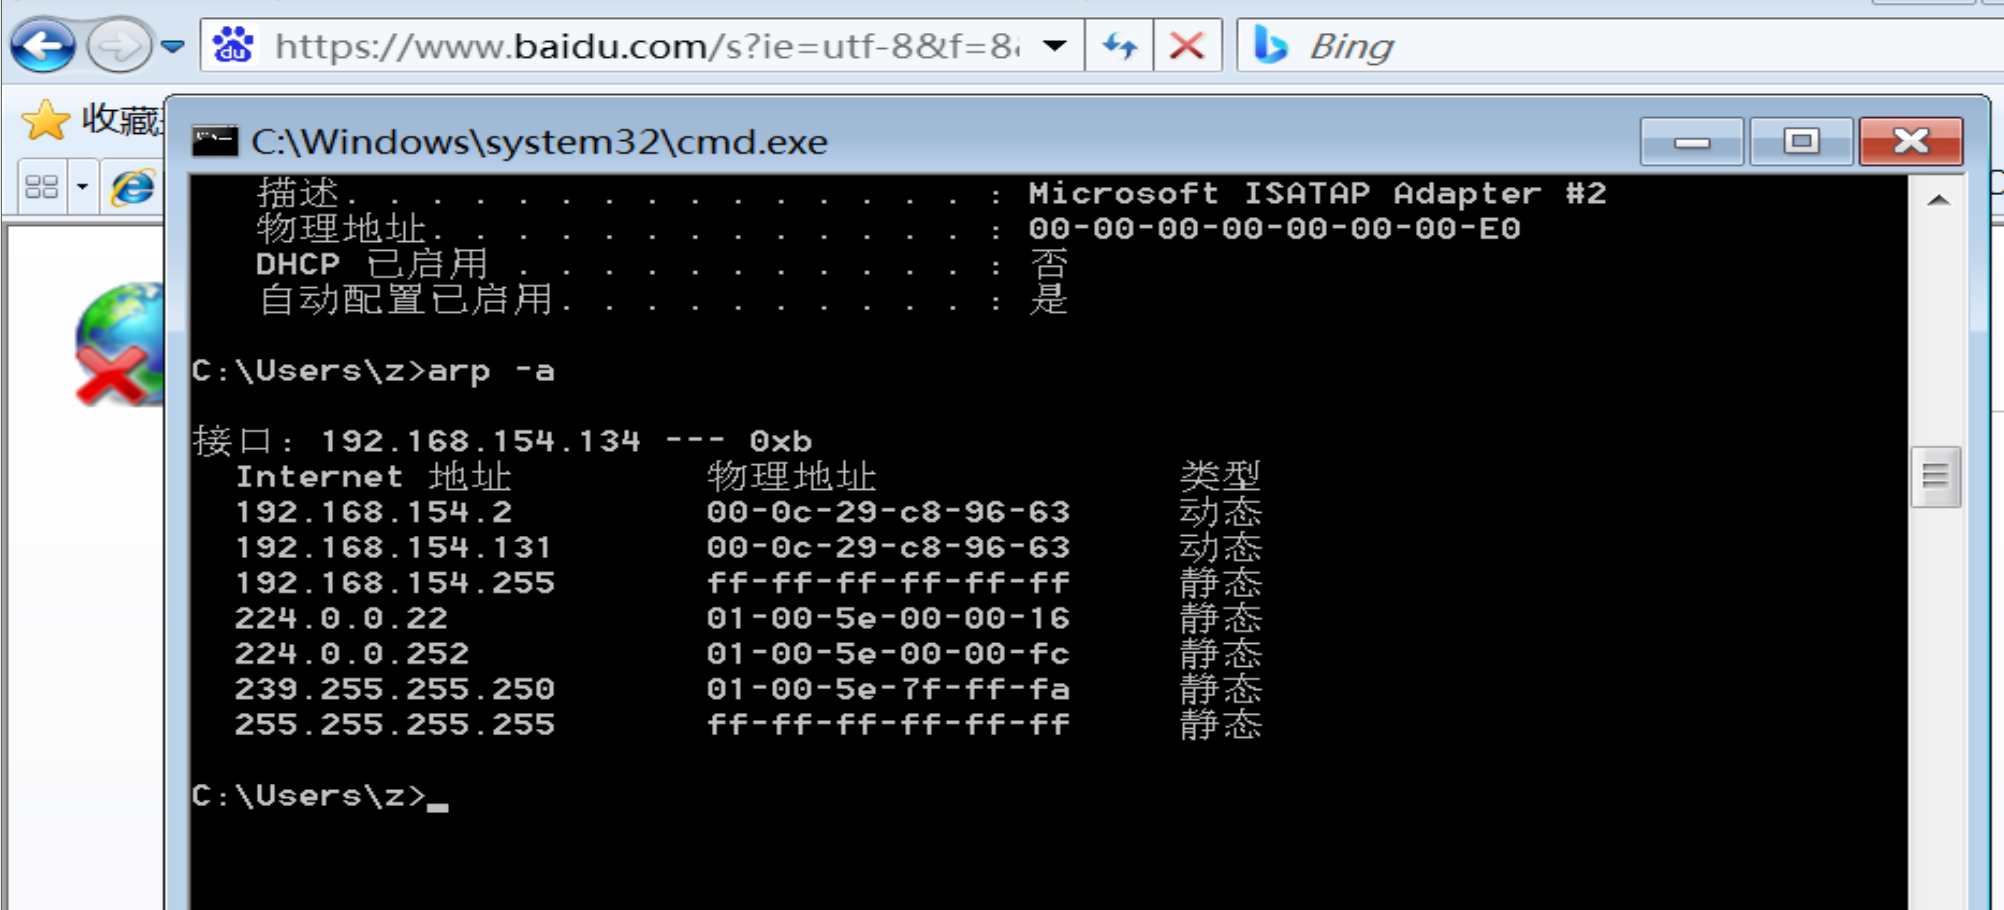 https://www.baidu.com/s?ie=utf-8&f=8
Bing
收藏
C:\Windows\system32\cmd.exe
描述. . . . . . . . . . . . . . . : Microsoft ISATAP Adapter #2
物理地址. . . . . . . . . . . . . : 00-00-00-00-00-00-00-E0
DHCP 已启用 . . . . . . . . . . . : 否
自动配置已启用. . . . . . . . . . : 是
C:\Users\z>arp -a
接口: 192.168.154.134 --- 0xb
Internet 地址 物理地址 类型
192.168.154.2 00-0c-29-c8-96-63 动态
192.168.154.131 00-0c-29-c8-96-63 动态
192.168.154.255 ff-ff-ff-ff-ff-ff 静态
224.0.0.22 01-00-5e-00-00-16 静态
224.0.0.252 01-00-5e-00-00-fc 静态
239.255.255.250 01-00-5e-7f-ff-fa 静态
255.255.255.255 ff-ff-ff-ff-ff-ff 静态
C:\Users\z>_